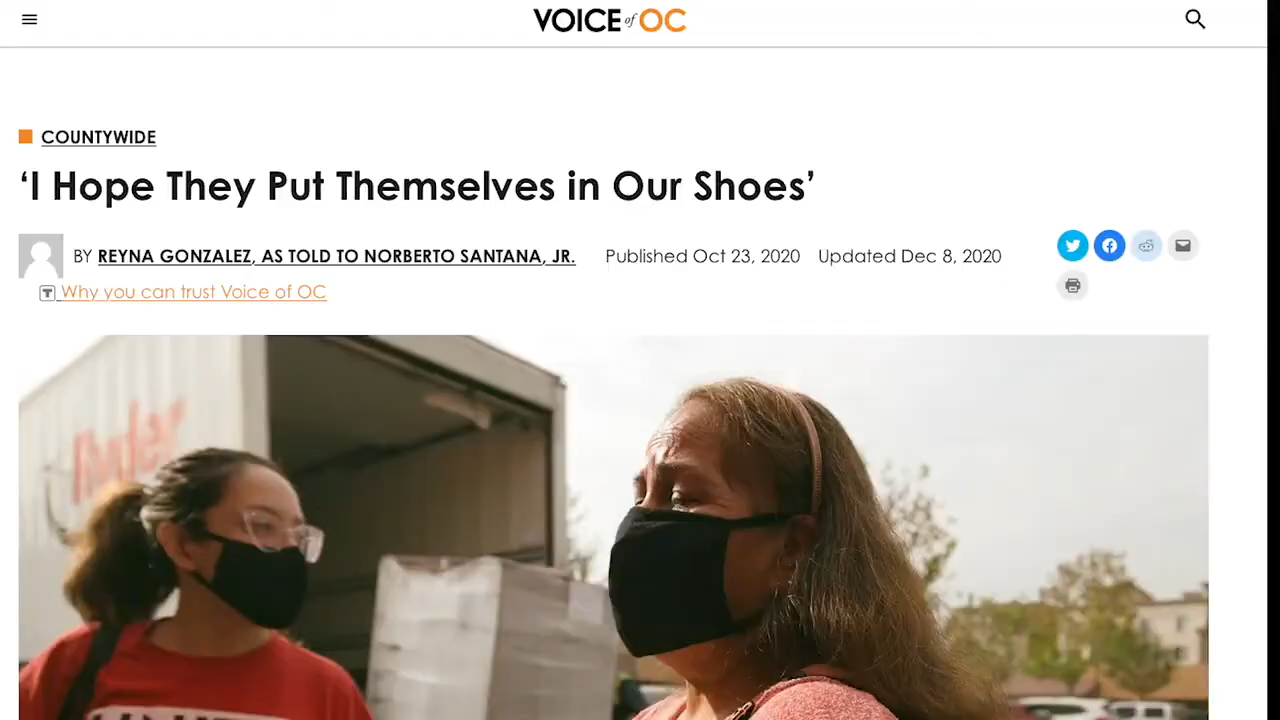 VOICE of OC
COUNTYWIDE
‘I Hope They Put Themselves in Our Shoes’
BY REYNA GONZALEZ, AS TOLD TO NORBERTO SANTANA, JR. Published Oct 23, 2020 Updated Dec 8, 2020
T Why you can trust Voice of OC